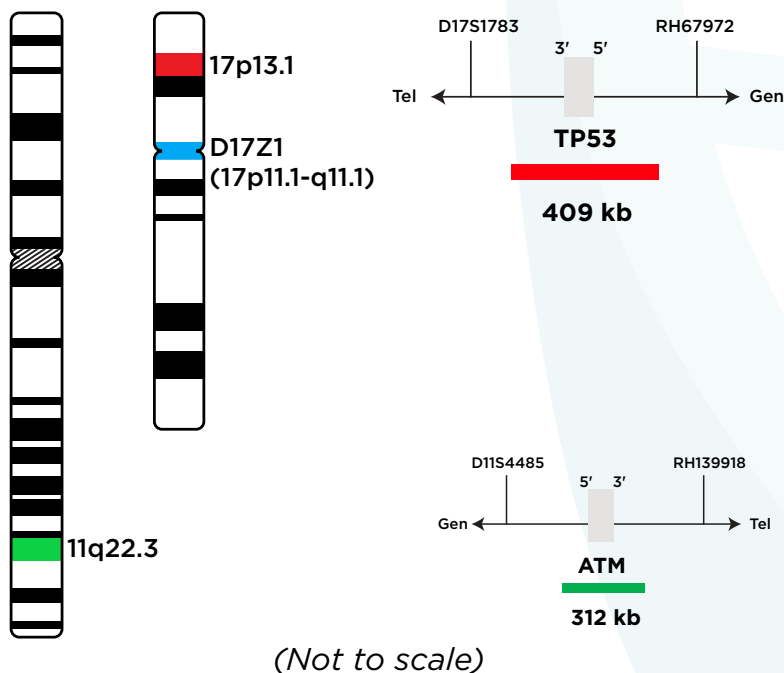 17p13.1
D17Z1
(17p11.1-q11.1)
11q22.3
D17S1783
RH67972
3' 5'
Tel
Gen
TP53
409 kb
D11S4485
RH139918
5' 3'
Gen
Tel
ATM
312 kb
(Not to scale)